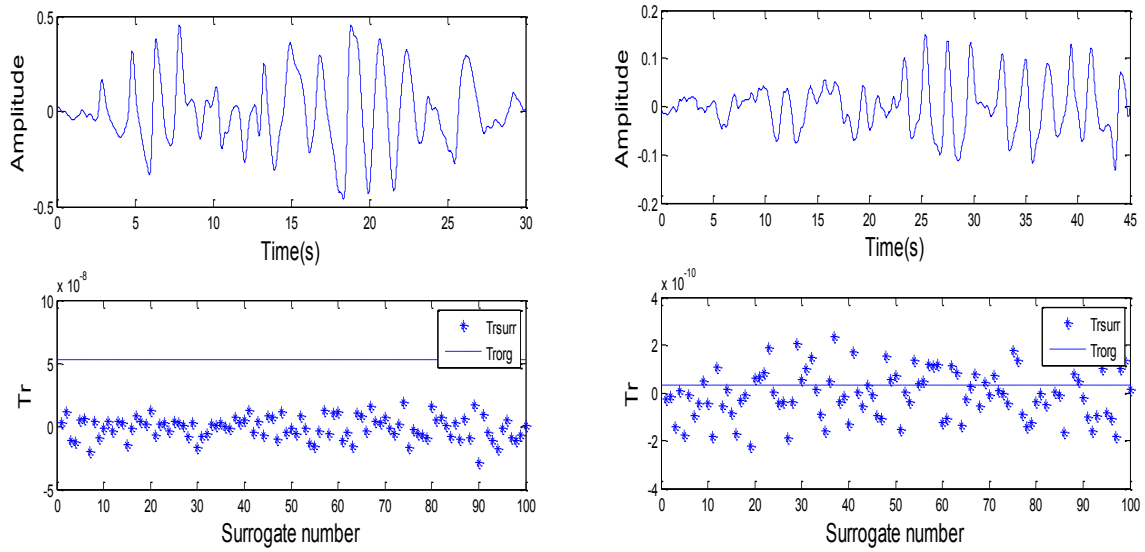 0.5
0
-0.5
Amplitude
0 5 10 15 20 25 30
Time(s)
0.2
0.1
0
-0.1
-0.2
Amplitude
0 5 10 15 20 25 30 35 40 45
Time(s)
x 10^-8
10
5
0
-5
Tr
Trsurr
Trorg
0 10 20 30 40 50 60 70 80 90 100
Surrogate number
x 10^-10
4
2
0
-2
-4
Tr
Trsurr
Trorg
0 10 20 30 40 50 60 70 80 90 100
Surrogate number